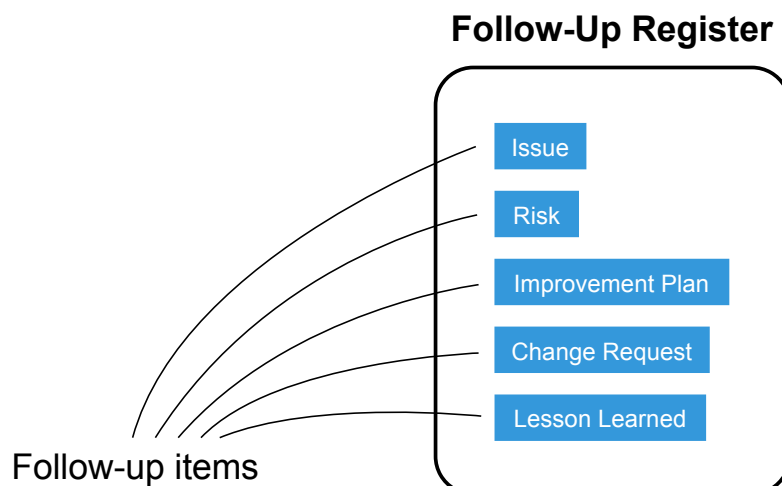 Follow-Up Register
Issue
Risk
Improvement Plan
Change Request
Lesson Learned
Follow-up items